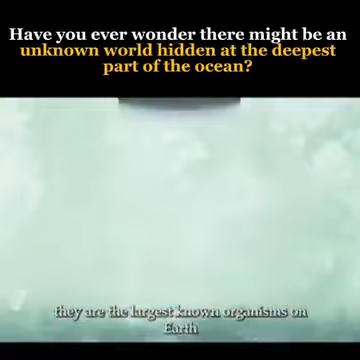 Have you ever wonder there might be an
unknown world hidden at the deepest
part of the ocean?
they are the largest known organisms on
Earth